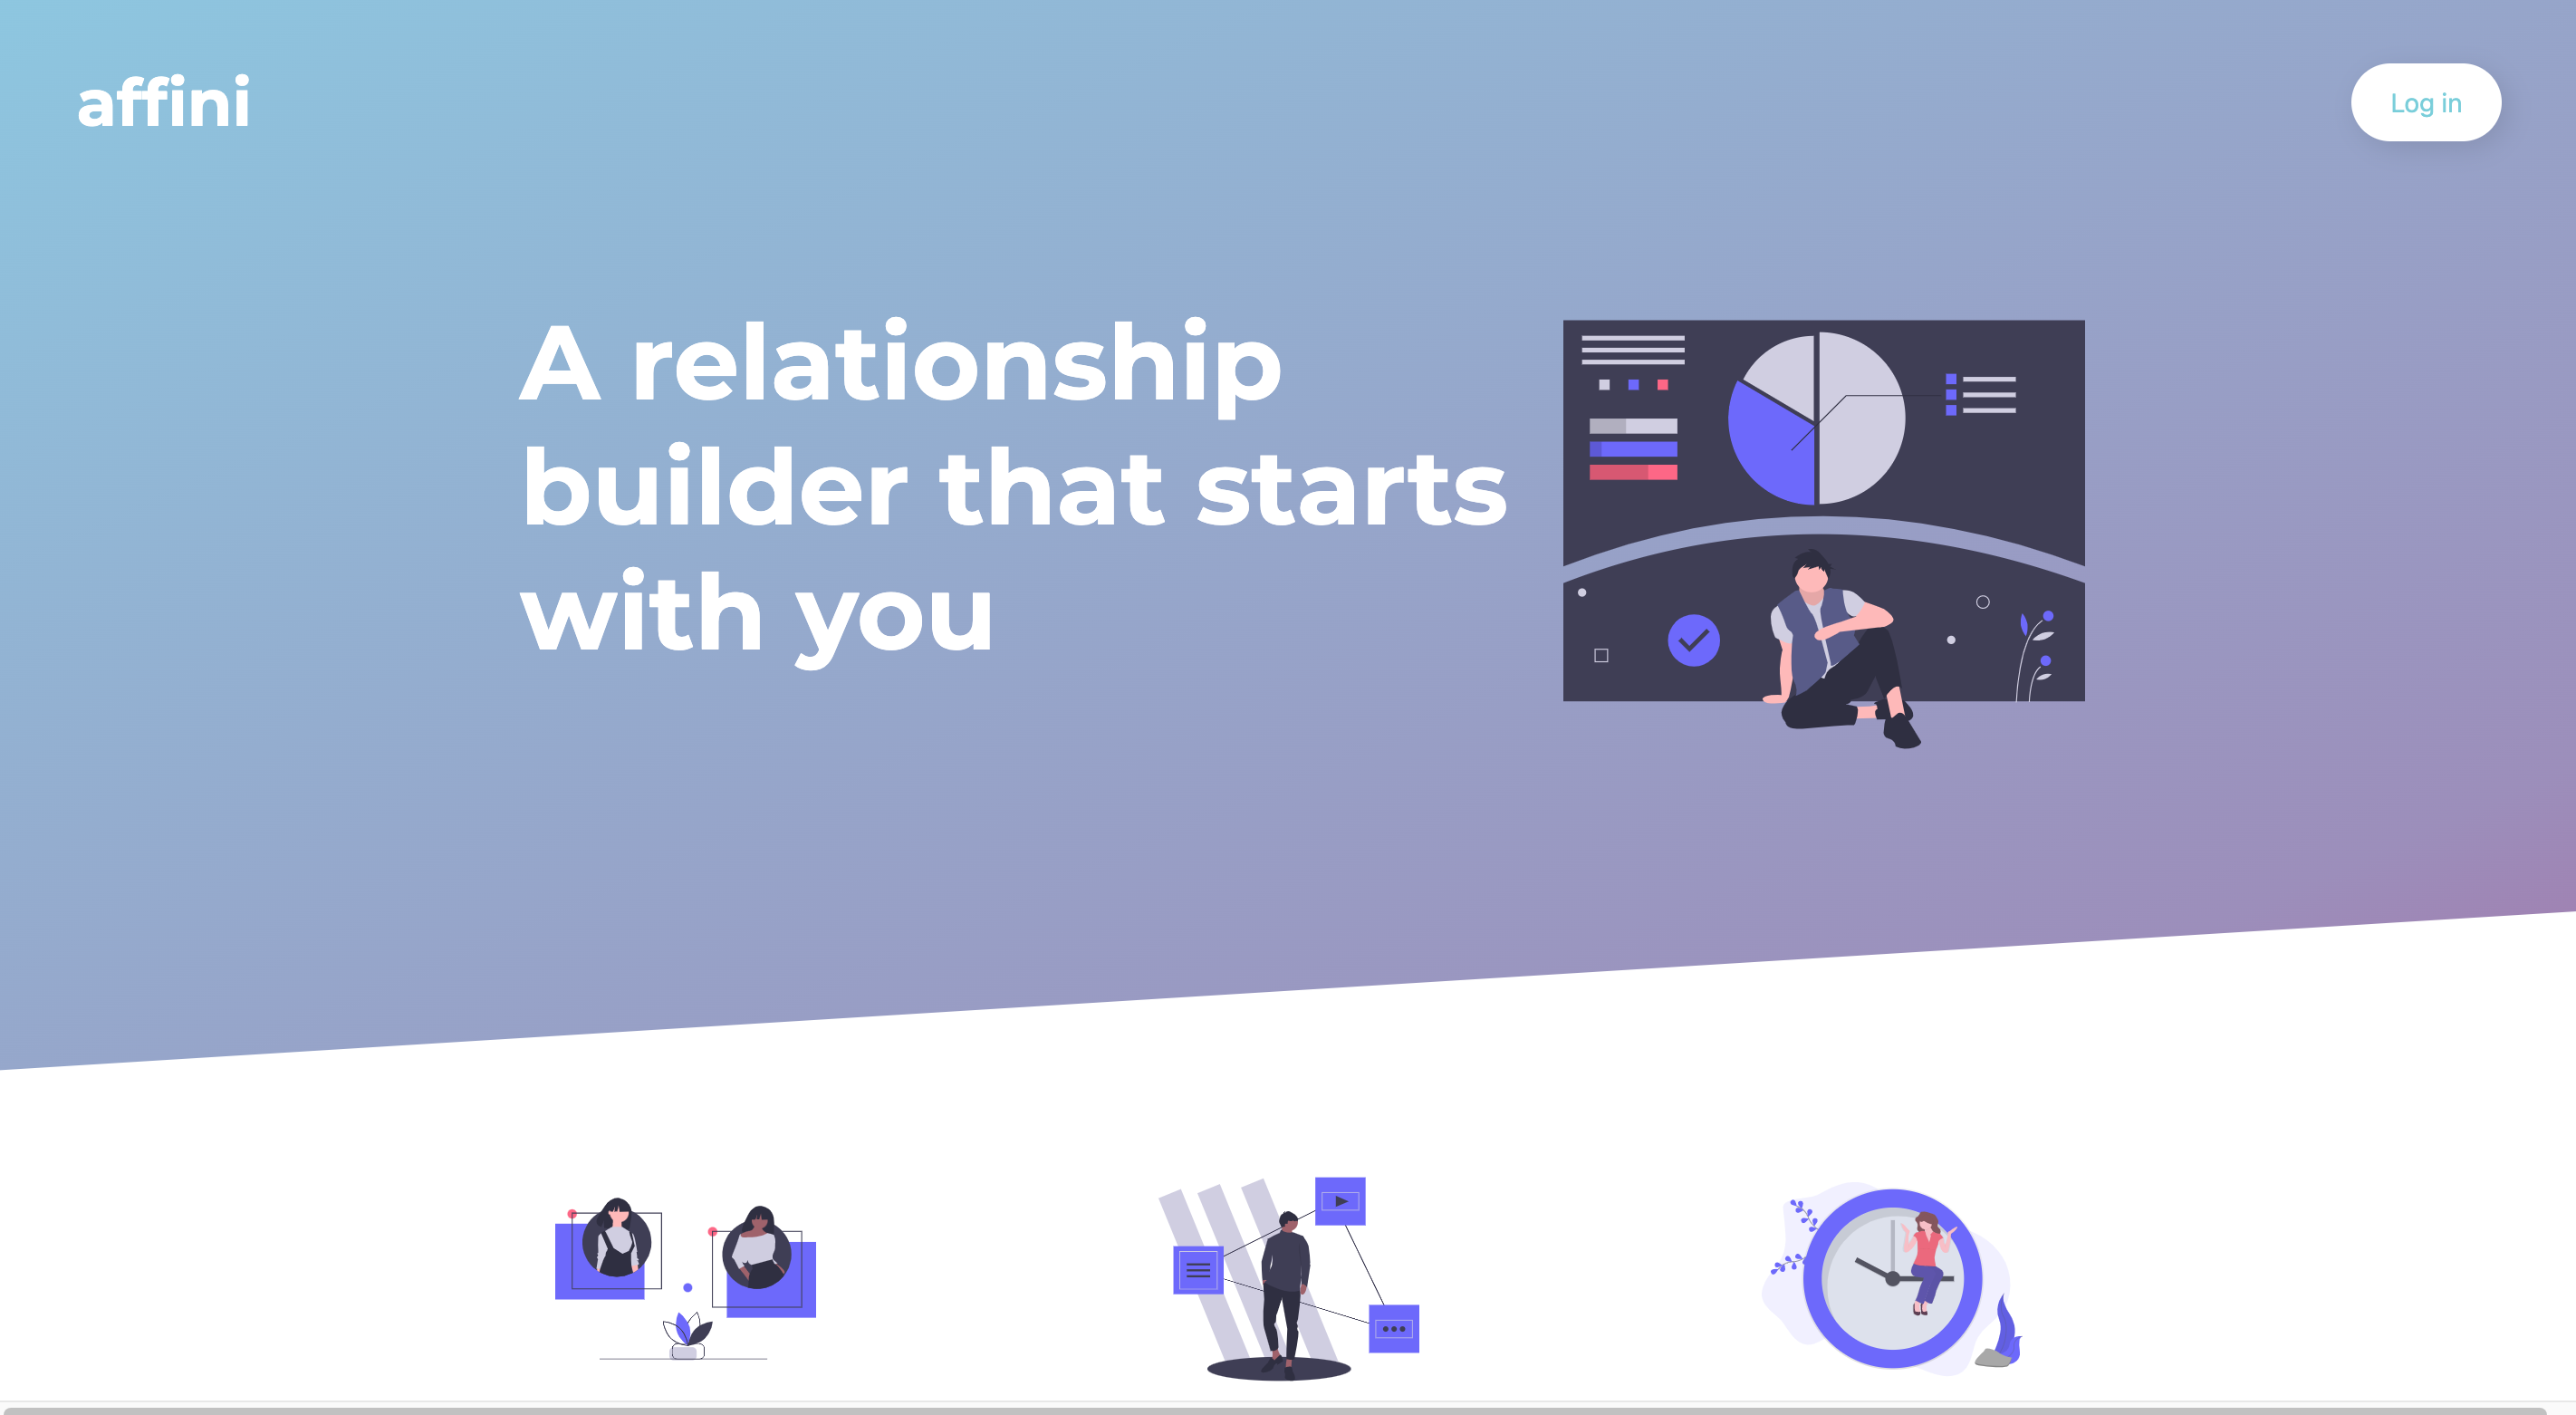 affini
Log in
A relationship
builder that starts
with you